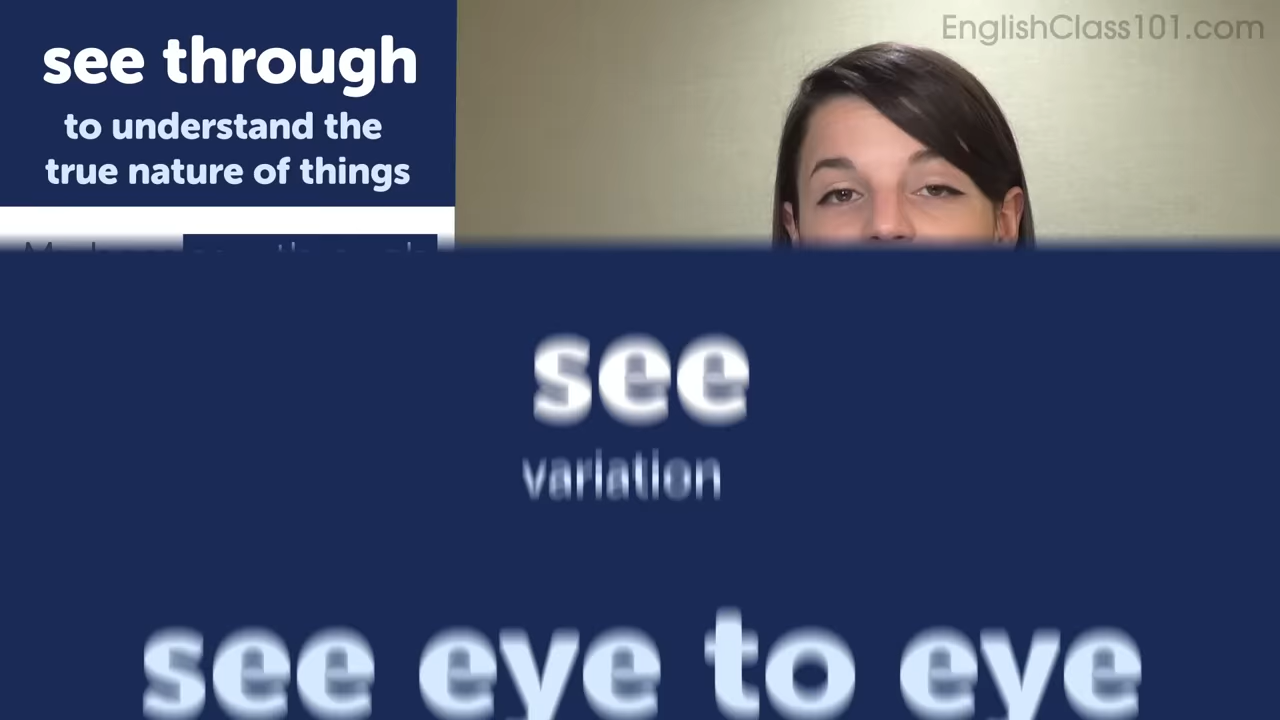 EnglishClass101.com
see through
to understand the
true nature of things
see
variation
see eye to eye